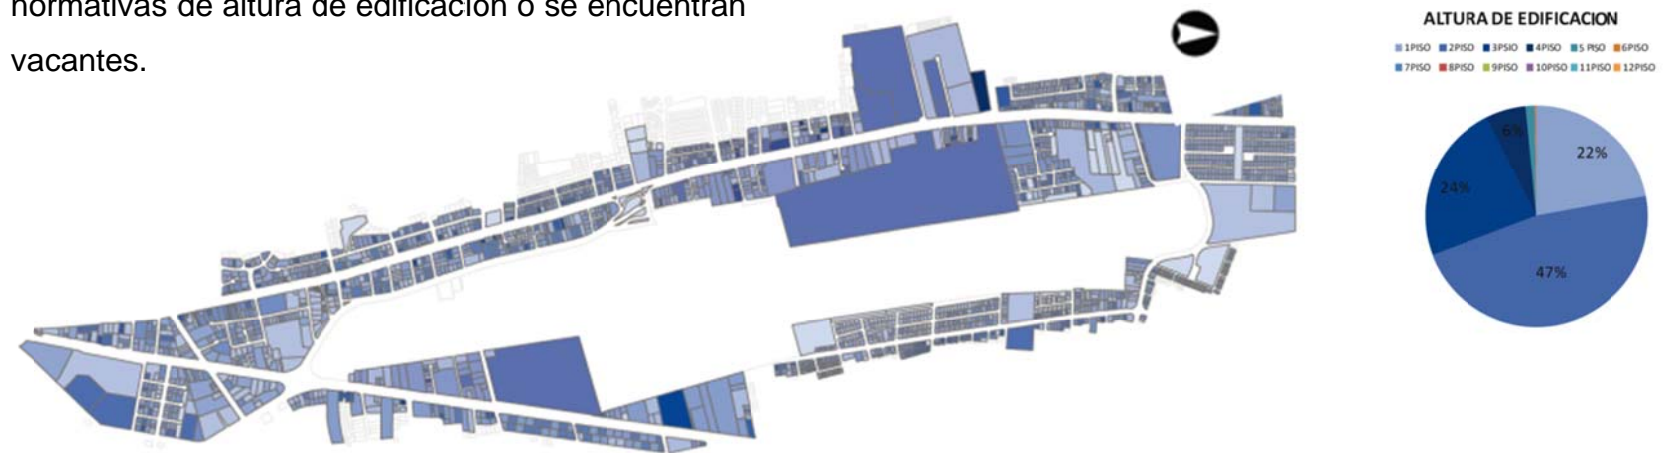 normativas de altura de edificación o se encuentran
vacantes.
ALTURA DE EDIFICACION
1PISO 2PISO 3PSIO 4PISO 5 PISO 6PISO
7PISO 8PISO 9PISO 10PISO 11PISO 12PISO
6%
22%
24%
47%